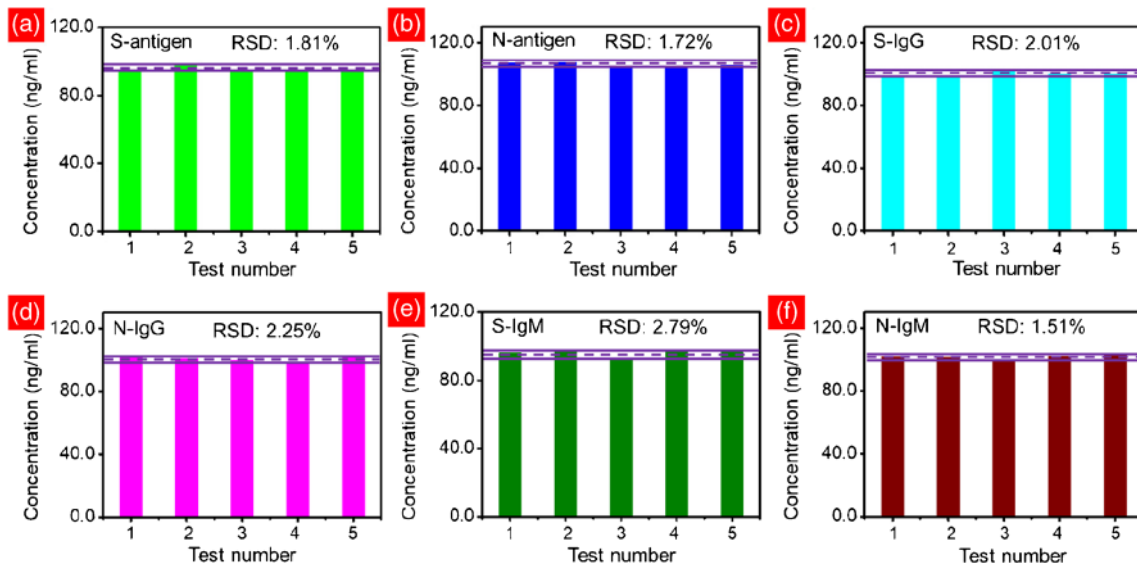 (a)
S-antigen RSD: 1.81%
Concentration (ng/ml)
120.0
80.0
40.0
0.0
1 2 3 4 5
Test number
(b)
N-antigen RSD: 1.72%
Concentration (ng/ml)
120.0
80.0
40.0
0.0
1 2 3 4 5
Test number
(c)
S-IgG RSD: 2.01%
Concentration (ng/ml)
120.0
80.0
40.0
0.0
1 2 3 4 5
Test number
(d)
N-IgG RSD: 2.25%
Concentration (ng/ml)
120.0
80.0
40.0
0.0
1 2 3 4 5
Test number
(e)
S-IgM RSD: 2.79%
Concentration (ng/ml)
120.0
80.0
40.0
0.0
1 2 3 4 5
Test number
(f)
N-IgM RSD: 1.51%
Concentration (ng/ml)
120.0
80.0
40.0
0.0
1 2 3 4 5
Test number